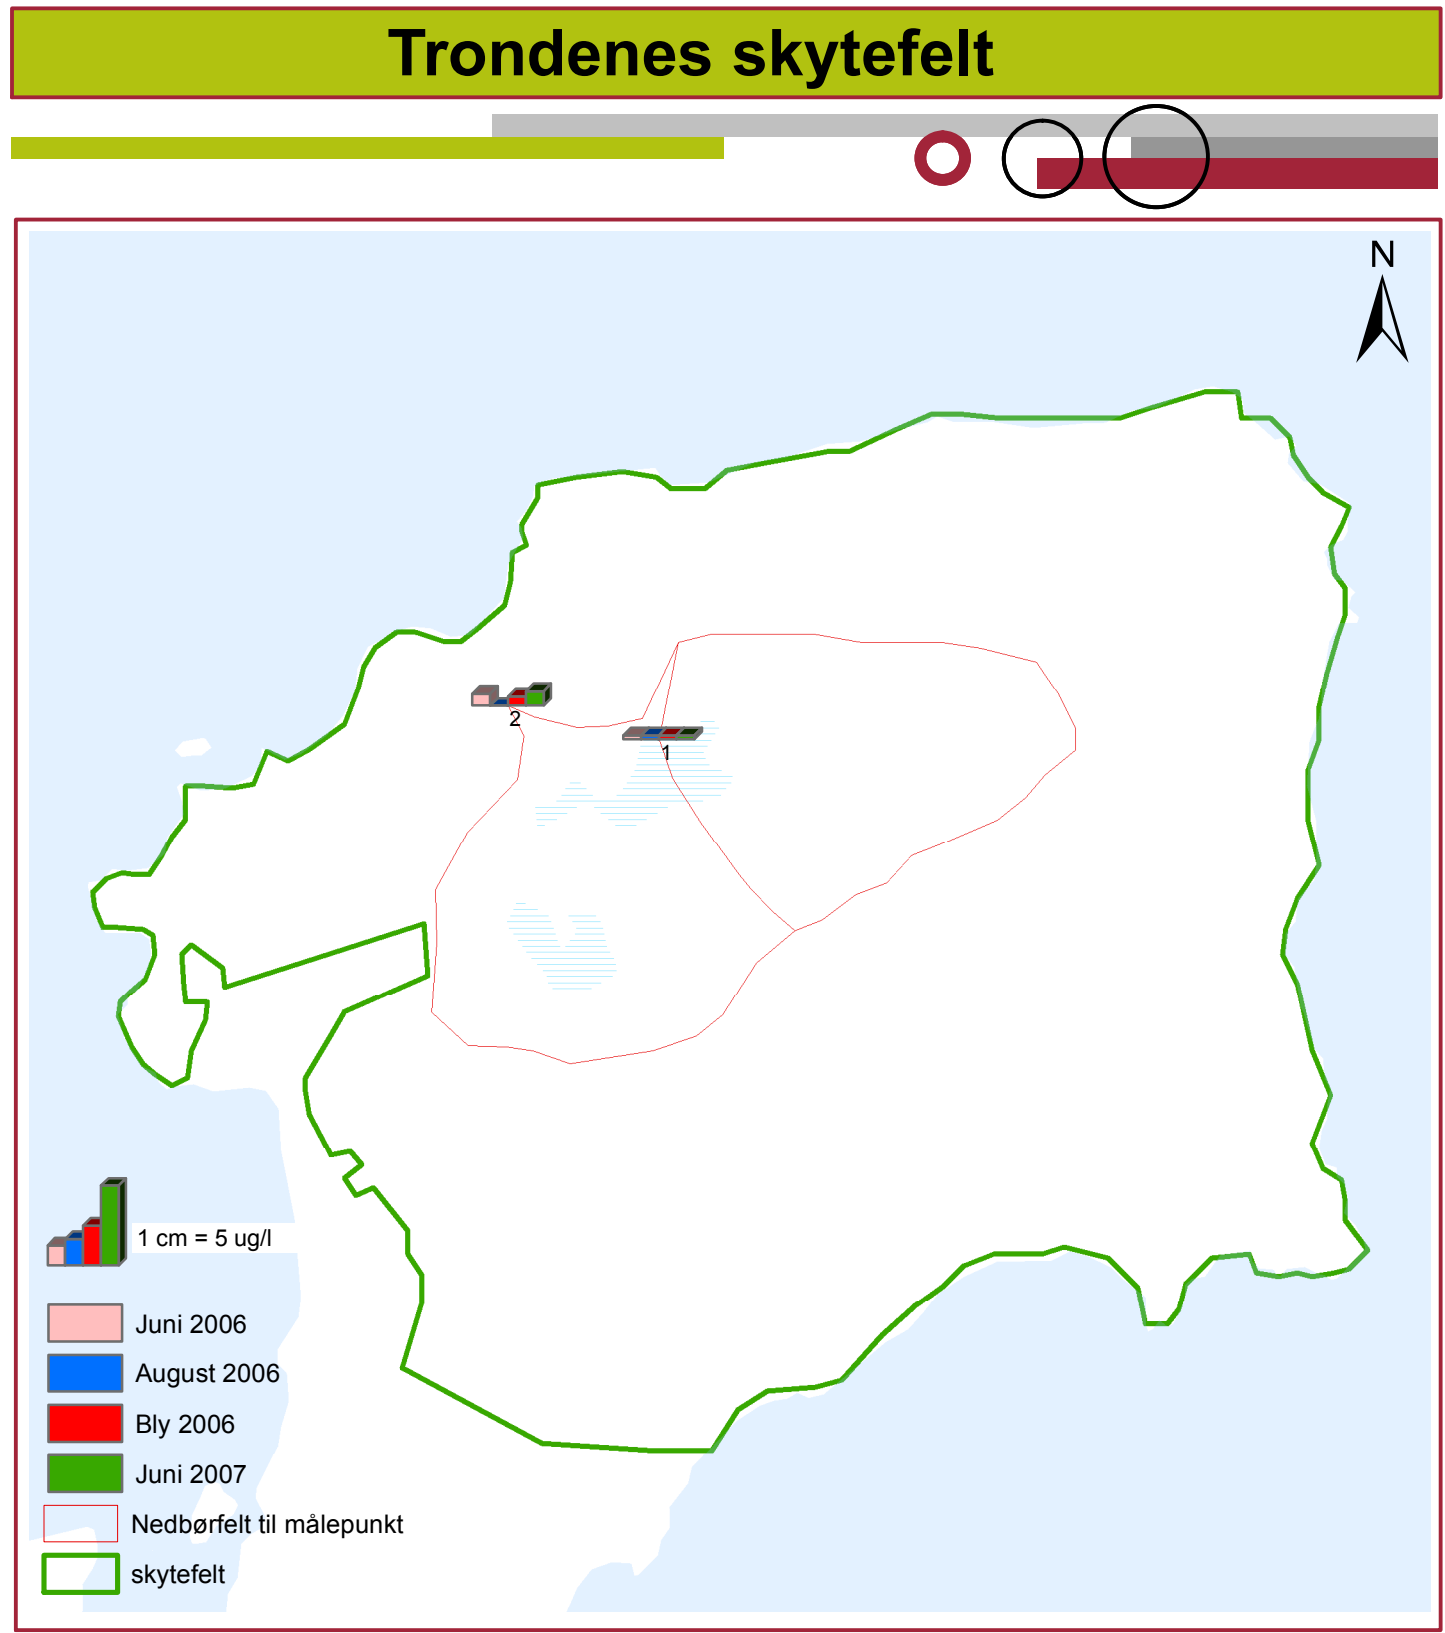 Trondenes skytefelt
N
2
1
1 cm = 5 ug/l
Juni 2006
August 2006
Bly 2006
Juni 2007
Nedbørfelt til målepunkt
skytefelt